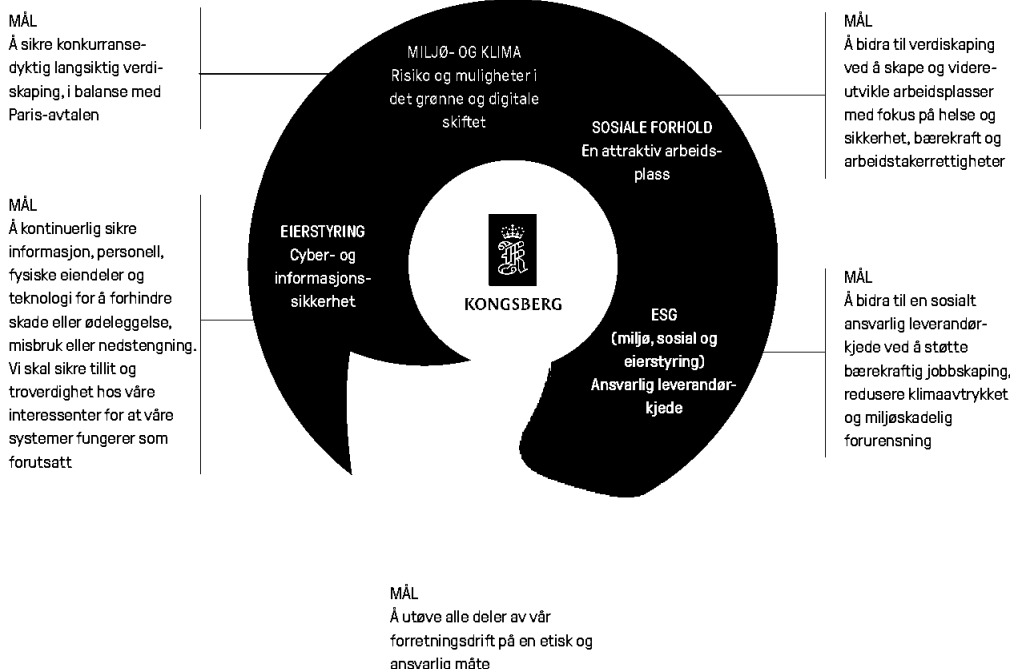 MÅL
Å sikre konkurranse-
dyktig langsiktig verdi-
skaping, i balanse med
Paris-avtalen
MILJØ- OG KLIMA
Risiko og muligheter i
det grønne og digitale
skiftet
SOSIALE FORHOLD
En attraktiv arbeids-
plass
MÅL
Å bidra til verdiskaping
ved å skape og videre-
utvikle arbeidsplasser
med fokus på helse og
sikkerhet, bærekraft og
arbeidstakerrettigheter
MÅL
Å kontinuerlig sikre
informasjon, personell,
fysiske eiendeler og
teknologi for å forhindre
skade eller ødeleggelse,
misbruk eller nedstengning.
Vi skal sikre tillit og
troverdighet hos våre
interessenter for at våre
systemer fungerer som
forutsatt
EIERSTYRING
Cyber- og
informasjons-
sikkerhet
KONGSBERG
ESG
(miljø, sosial og
eierstyring)
Ansvarlig leverandør-
kjede
MÅL
Å bidra til en sosialt
ansvarlig leverandør-
kjede ved å støtte
bærekraftig jobbskaping,
redusere klimaavtrykket
og miljøskadelig
forurensning
MÅL
Å utøve alle deler av vår
forretningsdrift på en etisk og
ansvarlig måte